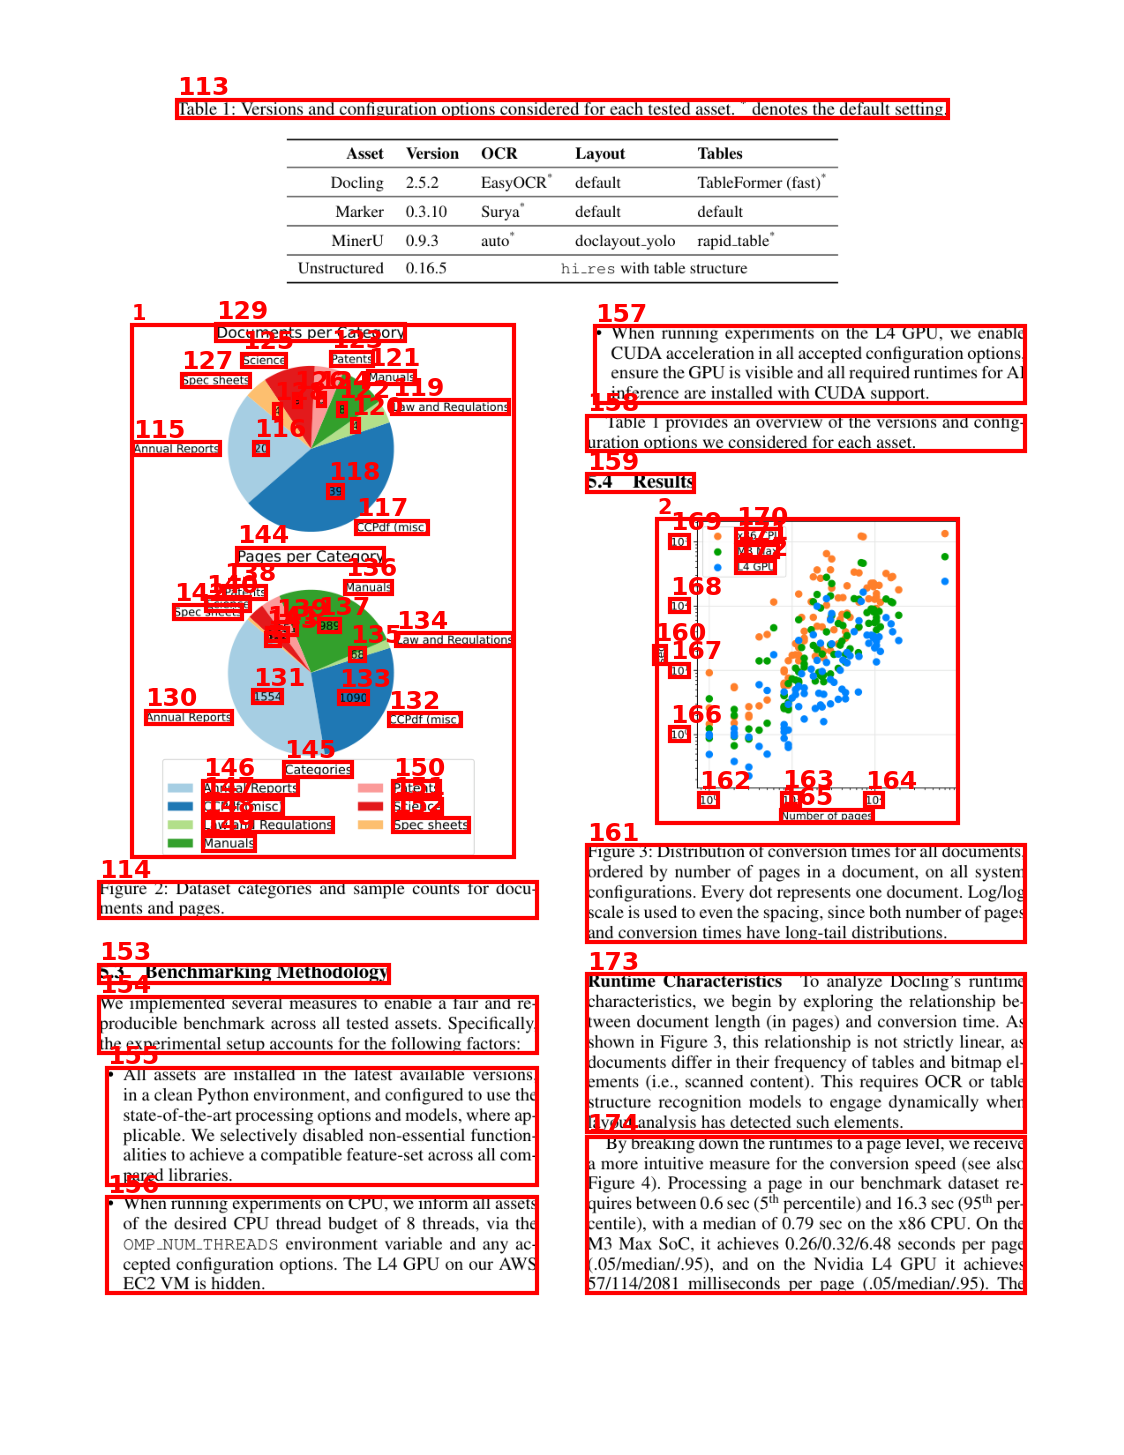 113
Table 1: Versions and configuration options considered for each tested asset. * denotes the default setting.
Asset Version OCR Layout Tables
Docling 2.5.2 EasyOCR* default TableFormer (fast)*
Marker 0.3.10 Surya* default default
MinerU 0.9.3 auto* doclayout_yolo rapid_table*
Unstructured 0.16.5 hi_res with table structure
1
129
Documents per Category
Science
Patents
127
121
Spec sheets
Manuals
119
Law and Regulations
120
115
116
Annual Reports
20
118
39
117
CCPdf (misc)
144
Pages per Category
138
136
Patents
Manuals
Spec sheets
137
989
134
135
Law and Regulations
68
131
133
1554
1090
130
132
Annual Reports
CCPdf (misc)
145
Categories
146
150
Annual Reports
Patents
CCPdf (misc)
Science
Law and Regulations
Spec sheets
Manuals
114
Figure 2: Dataset categories and sample counts for docu-
ments and pages.
153
5.3 Benchmarking Methodology
154
We implemented several measures to enable a fair and re-
producible benchmark across all tested assets. Specifically,
the experimental setup accounts for the following factors:
155
• All assets are installed in the latest available versions,
in a clean Python environment, and configured to use the
state-of-the-art processing options and models, where ap-
plicable. We selectively disabled non-essential function-
alities to achieve a compatible feature-set across all com-
pared libraries.
156
• When running experiments on CPU, we inform all assets
of the desired CPU thread budget of 8 threads, via the
OMP_NUM_THREADS environment variable and any ac-
cepted configuration options. The L4 GPU on our AWS
EC2 VM is hidden.
157
• When running experiments on the L4 GPU, we enable
CUDA acceleration in all accepted configuration options,
ensure the GPU is visible and all required runtimes for AI
inference are installed with CUDA support.
158
Table 1 provides an overview of the versions and config-
uration options we considered for each asset.
159
5.4 Results
2
169
170
x86 CPU
M3 Max
L4 GPU
168
160
167
166
162
163
164
165
Number of pages
161
Figure 3: Distribution of conversion times for all documents,
ordered by number of pages in a document, on all system
configurations. Every dot represents one document. Log/log
scale is used to even the spacing, since both number of pages
and conversion times have long-tail distributions.
173
Runtime Characteristics To analyze Docling's runtime
characteristics, we begin by exploring the relationship be-
tween document length (in pages) and conversion time. As
shown in Figure 3, this relationship is not strictly linear, as
documents differ in their frequency of tables and bitmap el-
ements (i.e., scanned content). This requires OCR or table
structure recognition models to engage dynamically when
layout analysis has detected such elements.
174
By breaking down the runtimes to a page level, we receive
a more intuitive measure for the conversion speed (see also
Figure 4). Processing a page in our benchmark dataset re-
quires between 0.6 sec (5th percentile) and 16.3 sec (95th per-
centile), with a median of 0.79 sec on the x86 CPU. On the
M3 Max SoC, it achieves 0.26/0.32/6.48 seconds per page
(.05/median/.95), and on the Nvidia L4 GPU it achieves
57/114/2081 milliseconds per page (.05/median/.95). The